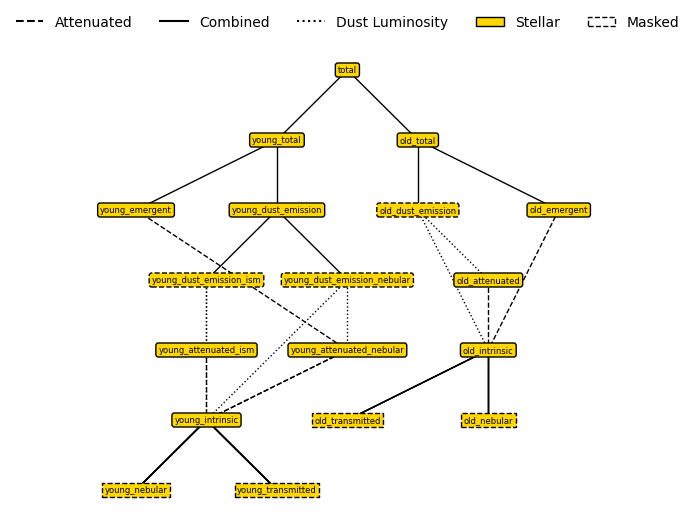 Attenuated Combined Dust Luminosity Stellar Masked
total
young_total old_total
young_emergent young_dust_emission old_dust_emission old_emergent
young_dust_emission_ism young_dust_emission_nebular old_attenuated
young_attenuated_ism young_attenuated_nebular old_intrinsic
young_intrinsic old_transmitted old_nebular
young_nebular young_transmitted